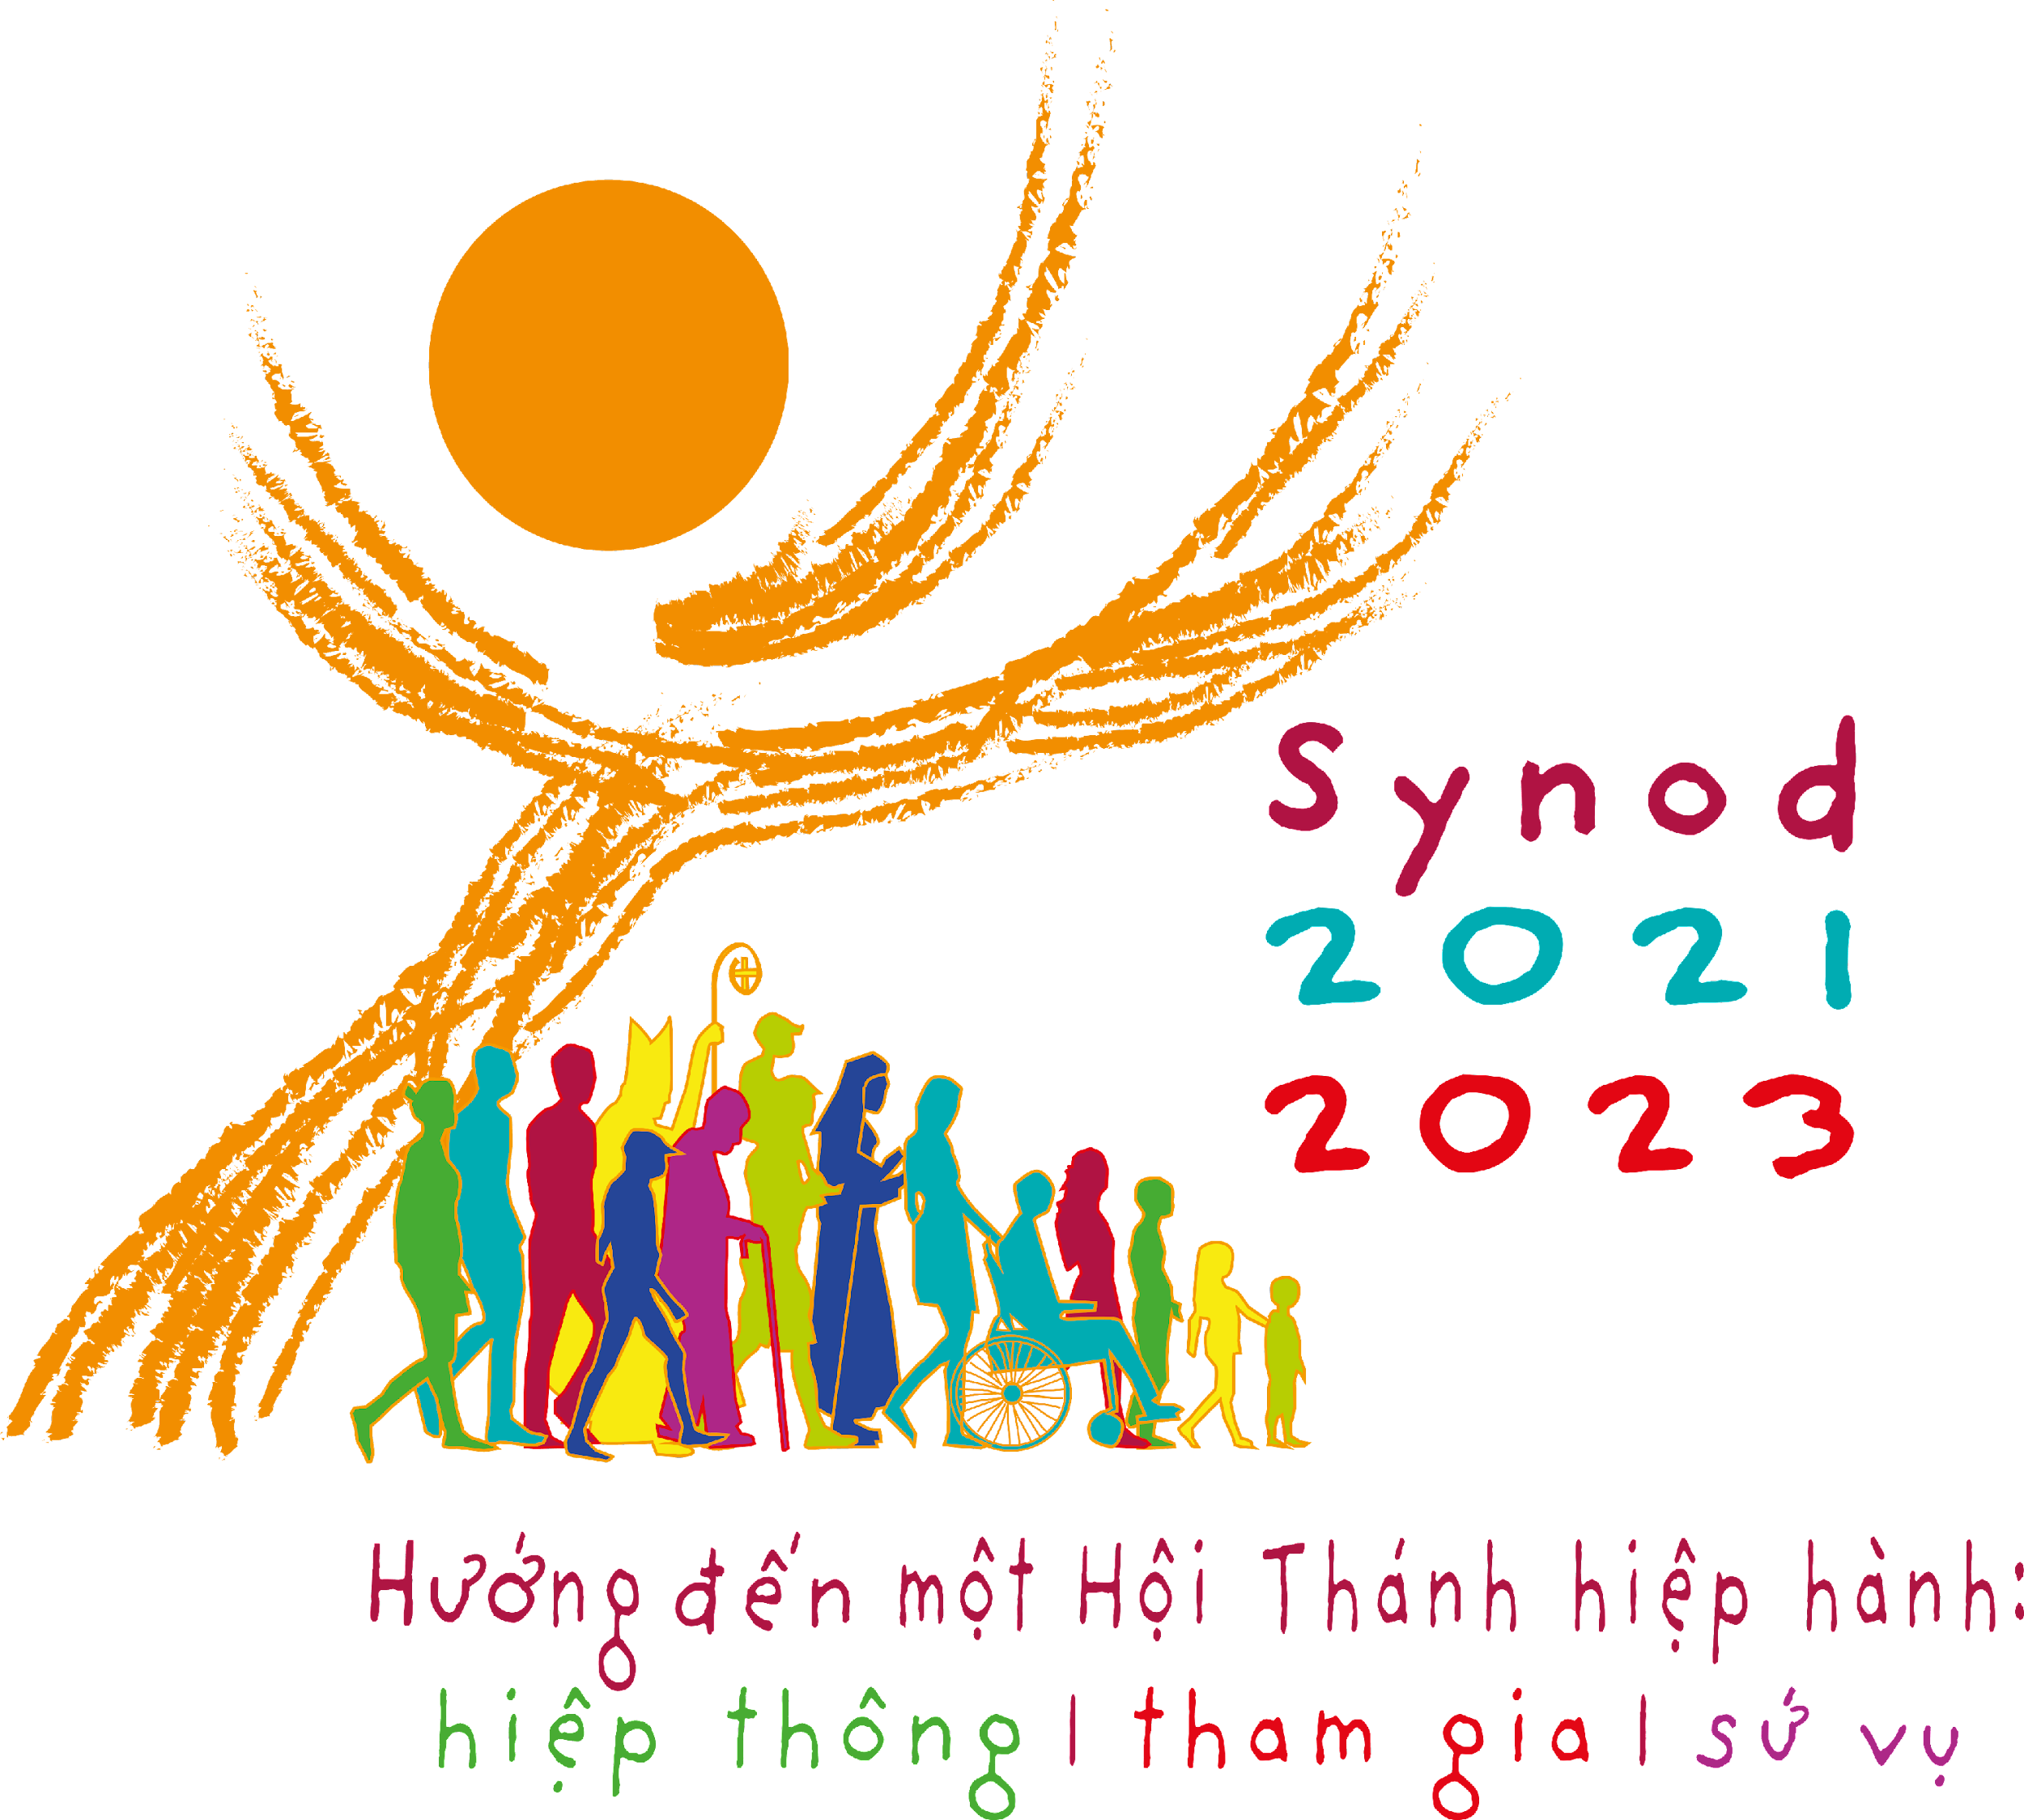 Synod
2021
2023
Hướng đến một Hội Thánh hiệp hành:
hiệp thông | tham gia | sứ vụ